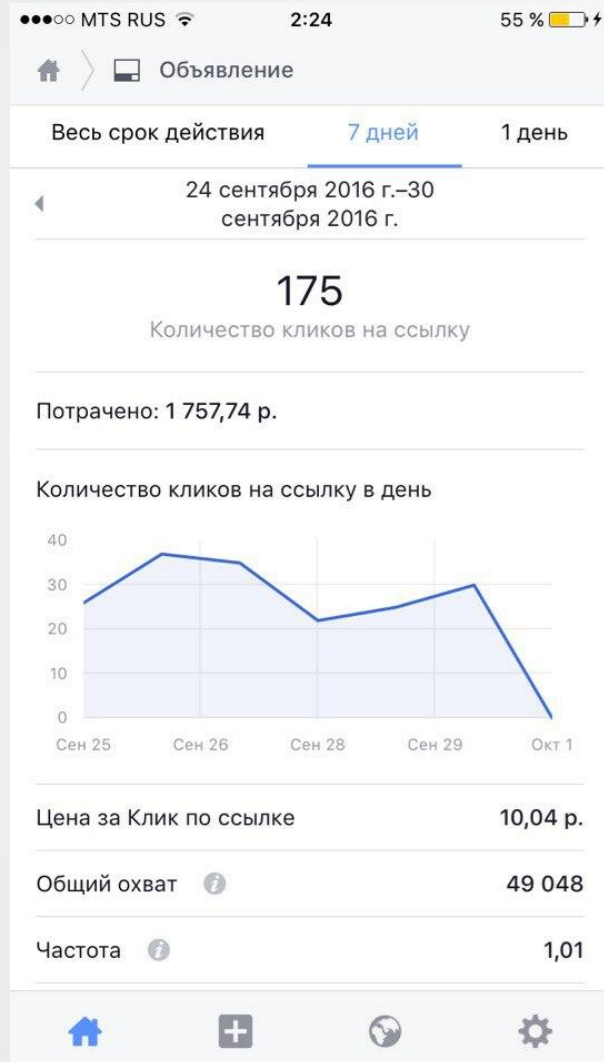 MTS RUS 2:24 55 %
Объявление
Весь срок действия 7 дней 1 день
24 сентября 2016 г.–30
сентября 2016 г.
175
Количество кликов на ссылку
Потрачено: 1 757,74 р.
Количество кликов на ссылку в день
40
30
20
10
0
Сен 25 Сен 26 Сен 28 Сен 29 Окт 1
Цена за Клик по ссылке 10,04 р.
Общий охват 49 048
Частота 1,01